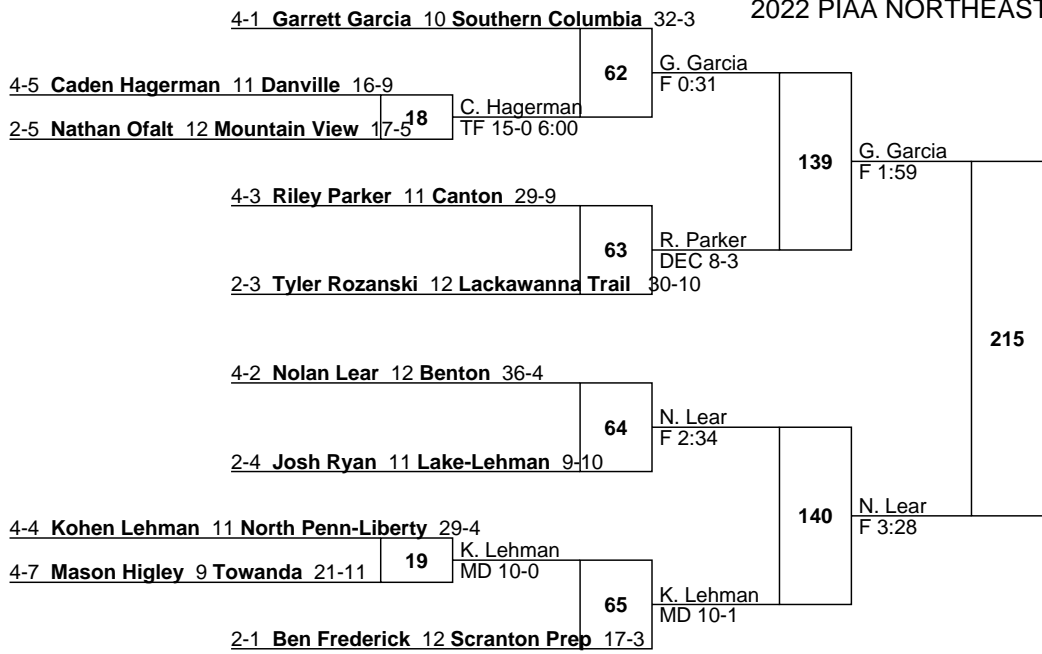 2022 PIAA NORTHEAST
4-1 Garrett Garcia 10 Southern Columbia 32-3
62
G. Garcia
F 0:31
4-5 Caden Hagerman 11 Danville 16-9
18
C. Hagerman
TF 15-0 6:00
2-5 Nathan Ofalt 12 Mountain View 17-5
139
G. Garcia
F 1:59
4-3 Riley Parker 11 Canton 29-9
63
R. Parker
DEC 8-3
2-3 Tyler Rozanski 12 Lackawanna Trail 30-10
215
4-2 Nolan Lear 12 Benton 36-4
64
N. Lear
F 2:34
2-4 Josh Ryan 11 Lake-Lehman 9-10
140
N. Lear
F 3:28
4-4 Kohen Lehman 11 North Penn-Liberty 29-4
19
K. Lehman
MD 10-0
4-7 Mason Higley 9 Towanda 21-11
65
K. Lehman
MD 10-1
2-1 Ben Frederick 12 Scranton Prep 17-3